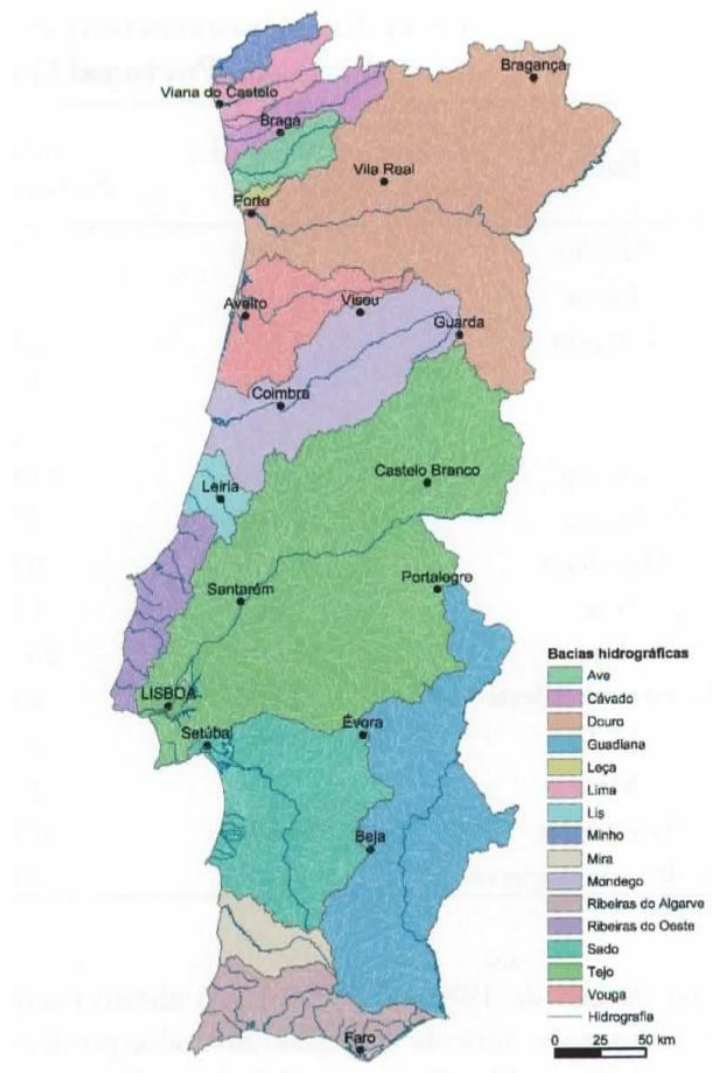 Bragança
Viana do Castelo
Braga
Vila Real
Porto
Aveiro
Viseu
Guarda
Coimbra
Castelo Branco
Leiria
Portalegre
Santarém
LISBOA
Évora
Setúbal
Beja
Faro
Bacias hidrográficas
Ave
Cávado
Douro
Guadiana
Leça
Lima
Lis
Minho
Mira
Mondego
Ribeiras do Algarve
Ribeiras do Oeste
Sado
Tejo
Vouga
Hidrografia
0 25 50 km